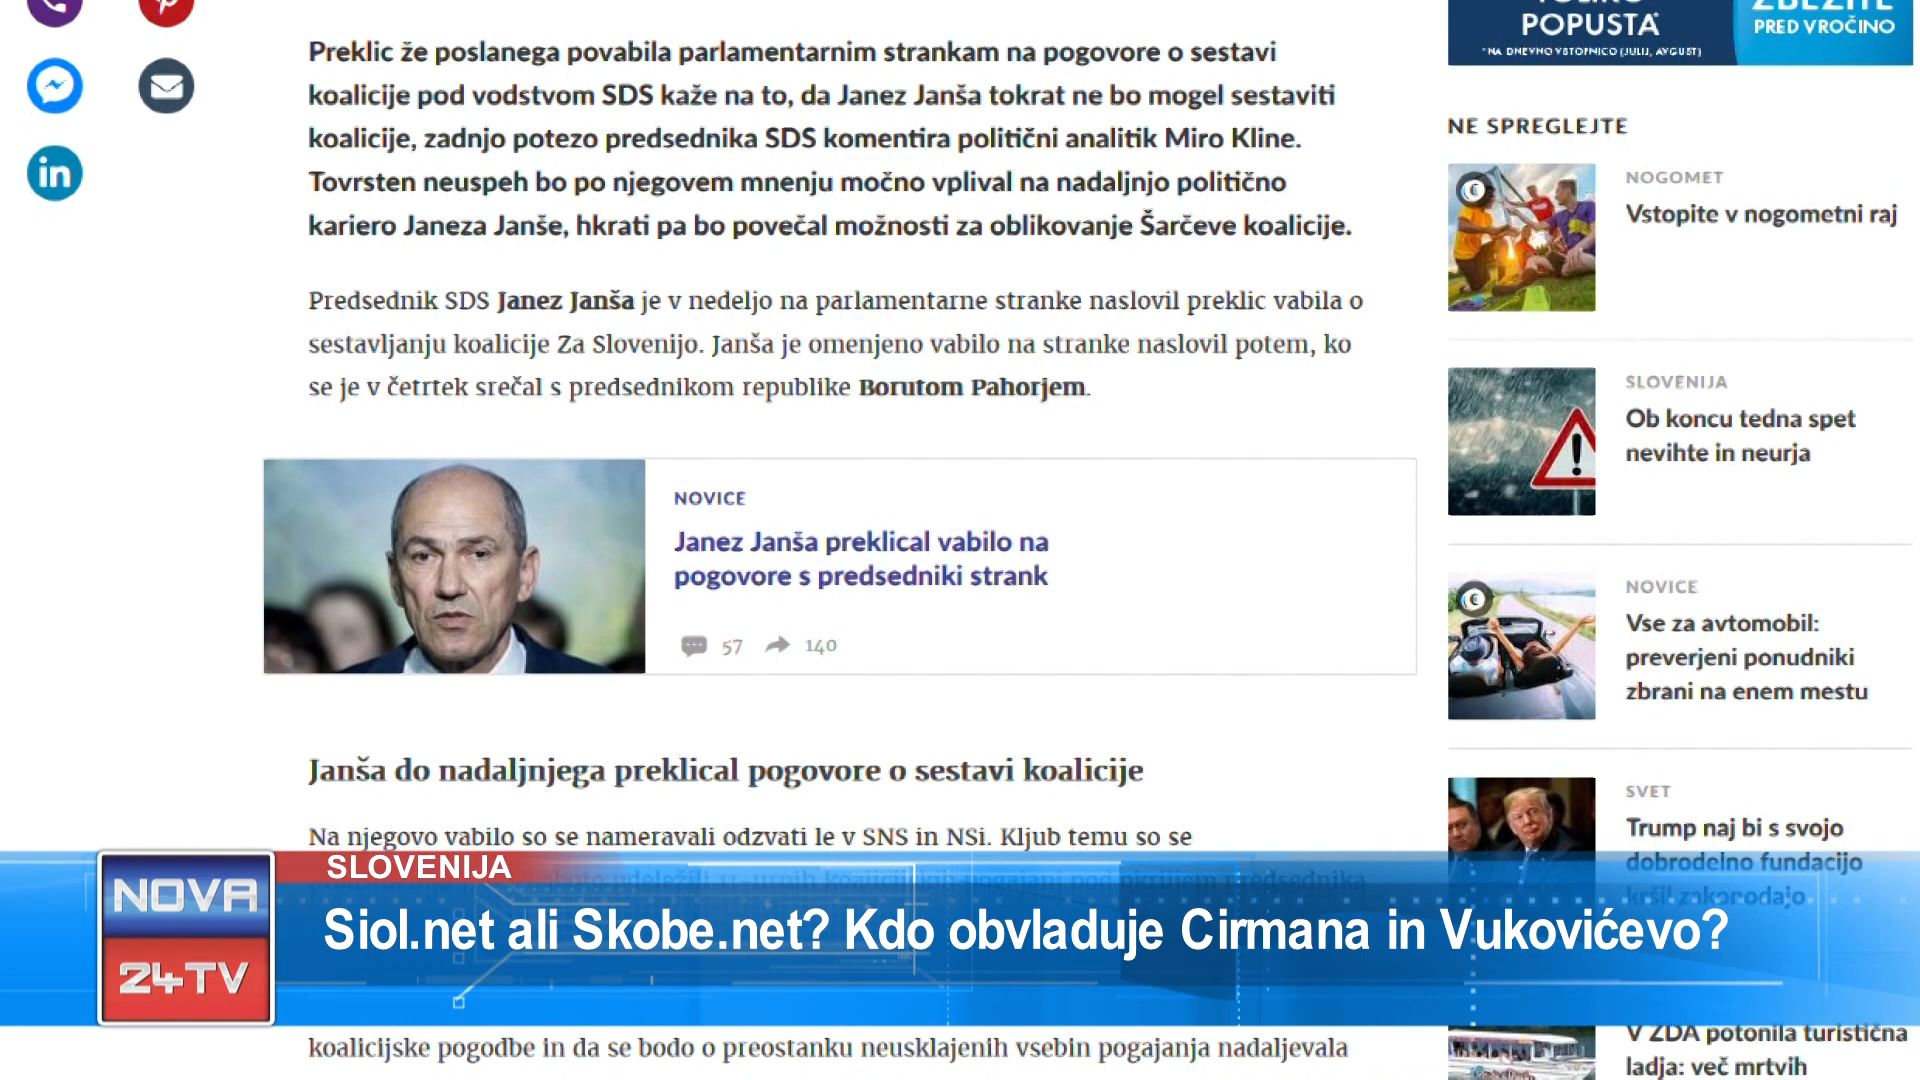 Preklic že poslanega povabila parlamentarnim strankam na pogovore o sestavi
koalicije pod vodstvom SDS kaže na to, da Janez Janša tokrat ne bo mogel sestaviti
koalicije, zadnjo potezo predsednika SDS komentira politični analitik Miro Kline.
Tovrsten neuspeh bo po njegovem mnenju močno vplival na nadaljnjo politično
kariero Janeza Janše, hkrati pa bo povečal možnosti za oblikovanje Šarčeve koalicije.
Predsednik SDS Janez Janša je v nedeljo na parlamentarne stranke naslovil preklic vabila o
sestavljanju koalicije Za Slovenijo. Janša je omenjeno vabilo na stranke naslovil potem, ko
se je v četrtek srečal s predsednikom republike Borutom Pahorjem.
NOVICE
Janez Janša preklical vabilo na
pogovore s predsedniki strank
57 140
Janša do nadaljnjega preklical pogovore o sestavi koalicije
Na njegovo vabilo so se nameravali odzvati le v SNS in NSi. Kljub temu so se
koalicijske pogodbe in da se bodo o preostanku neusklajenih vsebin pogajanja nadaljevala
POPUSTA*
*NA DNEVNO VSTOPNICO (JULIJ, AVGUST)
ZBEŽITE
PRED VROČINO
NE SPREGLEJTE
NOGOMET
Vstopite v nogometni raj
SLOVENIJA
Ob koncu tedna spet
nevihte in neurja
NOVICE
Vse za avtomobil:
preverjeni ponudniki
zbrani na enem mestu
SVET
Trump naj bi s svojo
dobrodelno fundacijo
kršil zakonodajo
V ZDA potonila turistična
ladja: več mrtvih
NOVA
24TV
SLOVENIJA
Siol.net ali Skobe.net? Kdo obvladuje Cirmana in Vukovićevo?